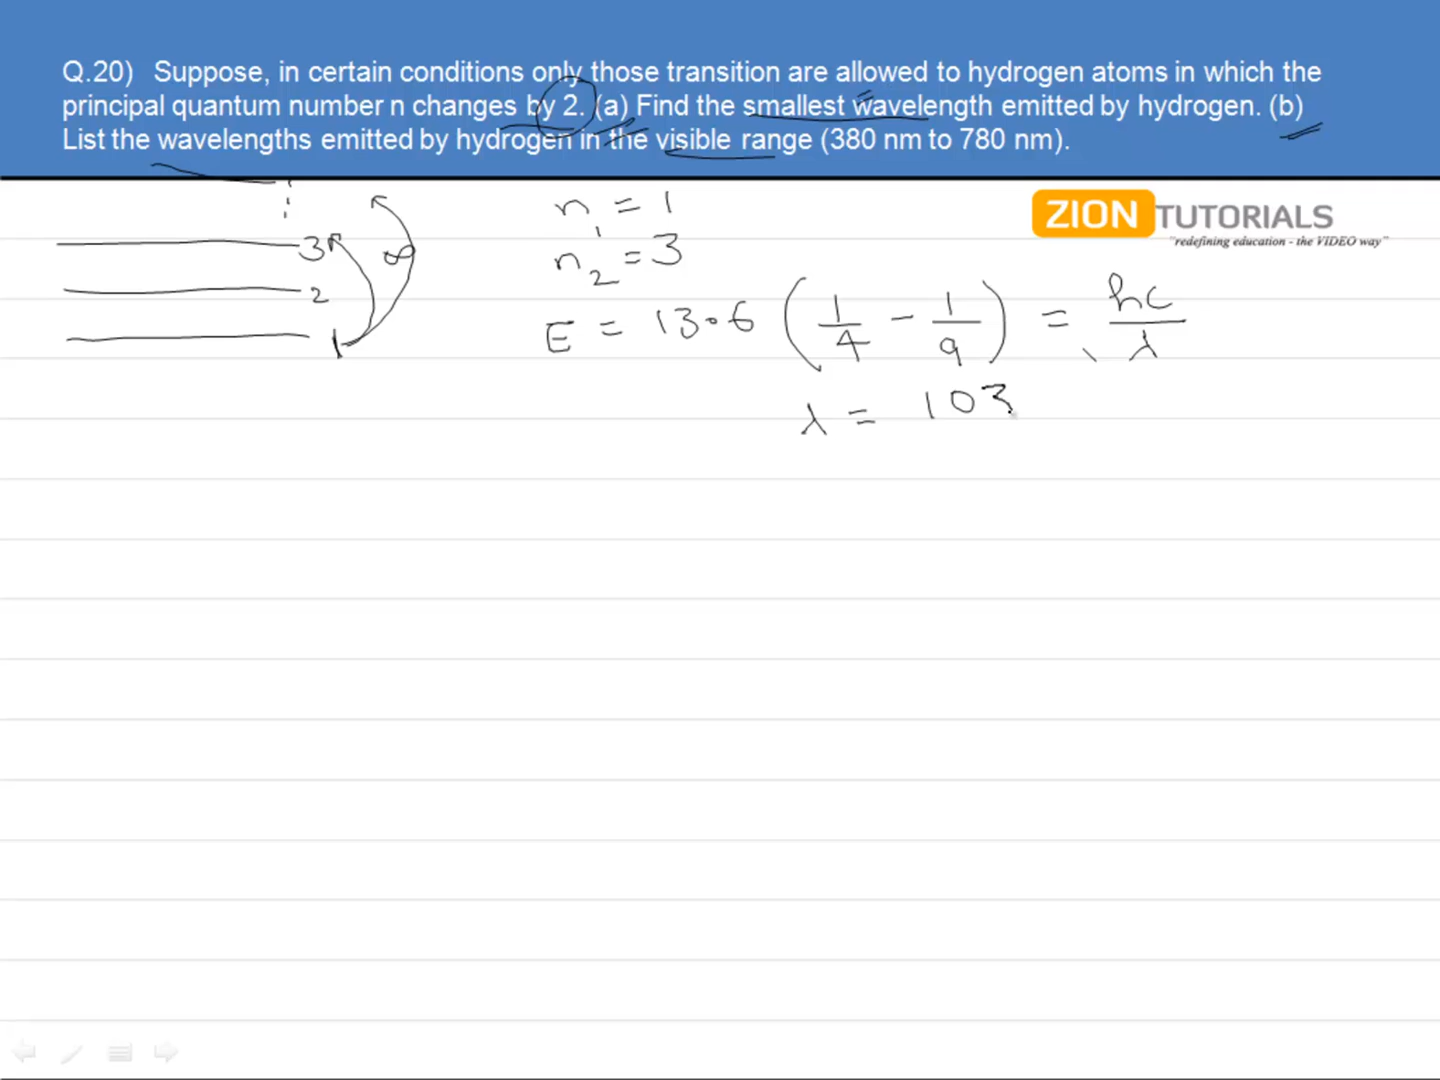 Q.20) Suppose, in certain conditions only those transition are allowed to hydrogen atoms in which the
principal quantum number n changes by 2. (a) Find the smallest wavelength emitted by hydrogen. (b)
List the wavelengths emitted by hydrogen in the visible range (380 nm to 780 nm).
ZION TUTORIALS
"redefining education - the VIDEO way"
3
2
1
∞
n₁ = 1
n₂ = 3
E = 13.6 (1/4 - 1/9) = hc/λ
λ = 103